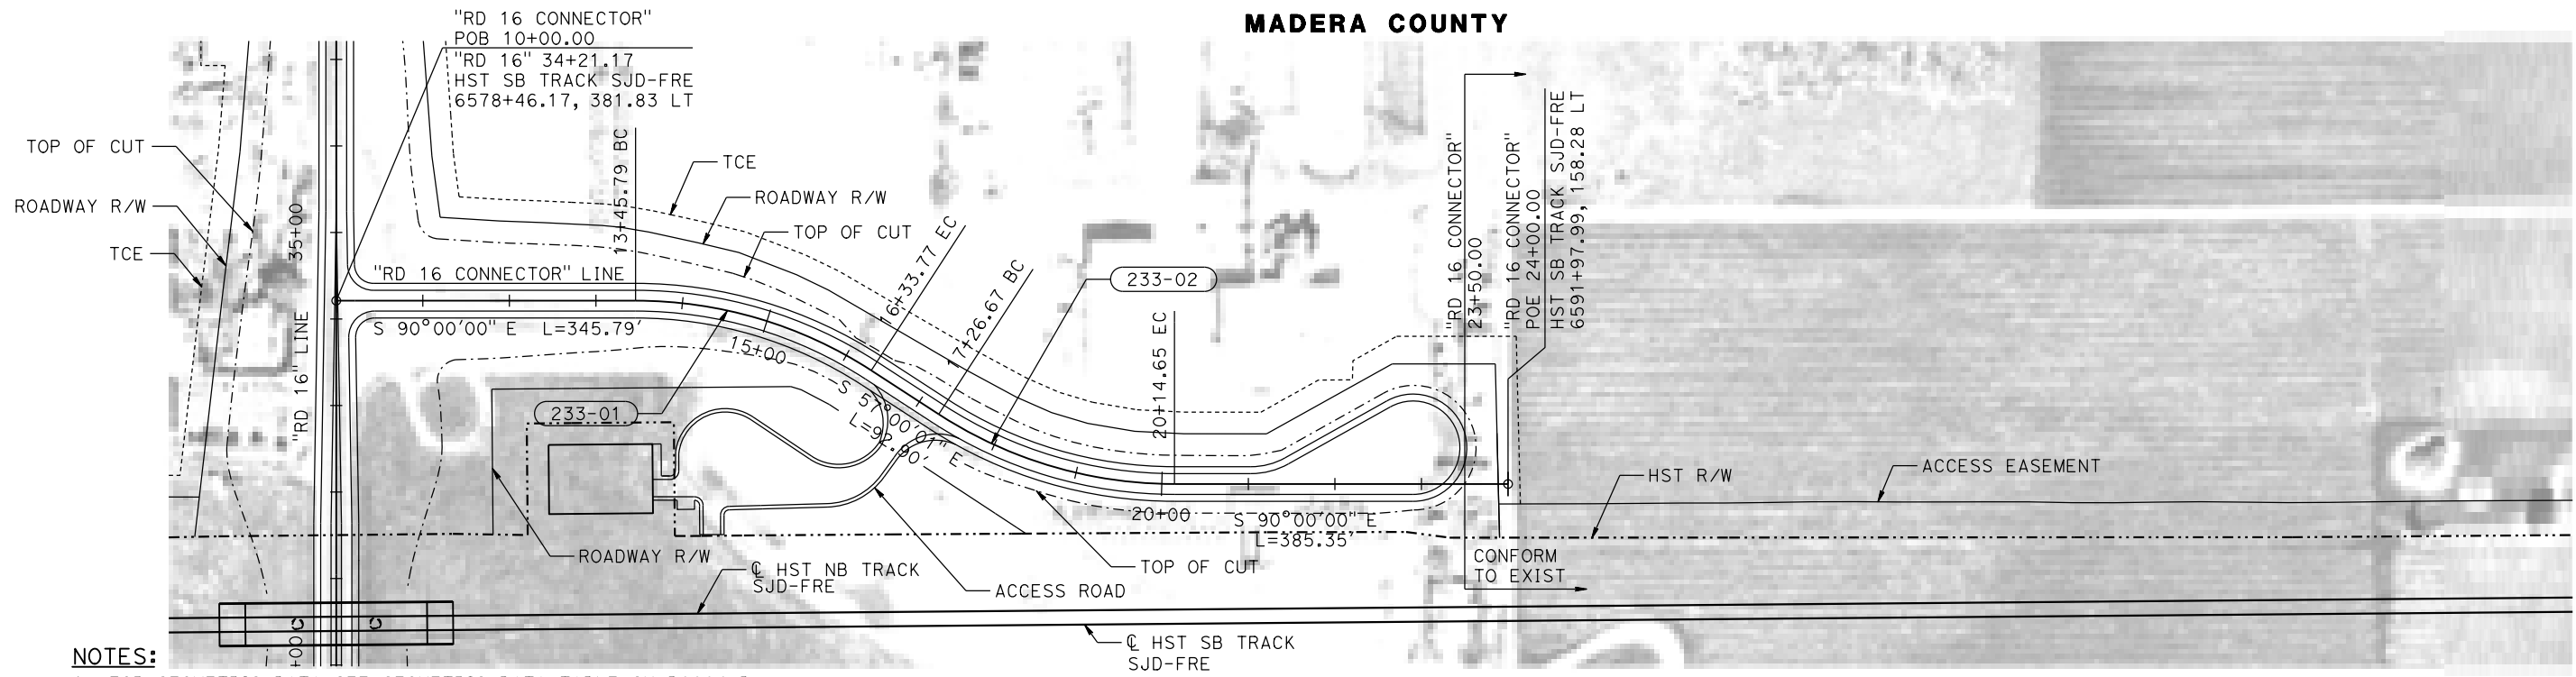 MADERA COUNTY
"RD 16 CONNECTOR"
POB 10+00.00
"RD 16" 34+21.17
HST SB TRACK SJD-FRE
6578+46.17, 381.83 LT
TOP OF CUT
ROADWAY R/W
TCE
35+00
"RD 16" LINE
"RD 16 CONNECTOR" LINE
S 90°00'00" E L=345.79'
13+45.79 BC
TCE
ROADWAY R/W
TOP OF CUT
16+33.77 EC
17+26.67 BC
233-02
15+00
233-01
S 57°00'01" E
L=92.90'
20+14.65 EC
"RD 16 CONNECTOR"
23+50.00
"RD 16 CONNECTOR"
POE 24+00.00
HST SB TRACK SJD-FRE
6591+97.99, 158.28 LT
HST R/W
ACCESS EASEMENT
20+00
S 90°00'00" E
L=385.35'
CONFORM
TO EXIST
ROADWAY R/W
℄ HST NB TRACK
SJD-FRE
ACCESS ROAD
TOP OF CUT
℄ HST SB TRACK
SJD-FRE
C
C
+00
NOTES: